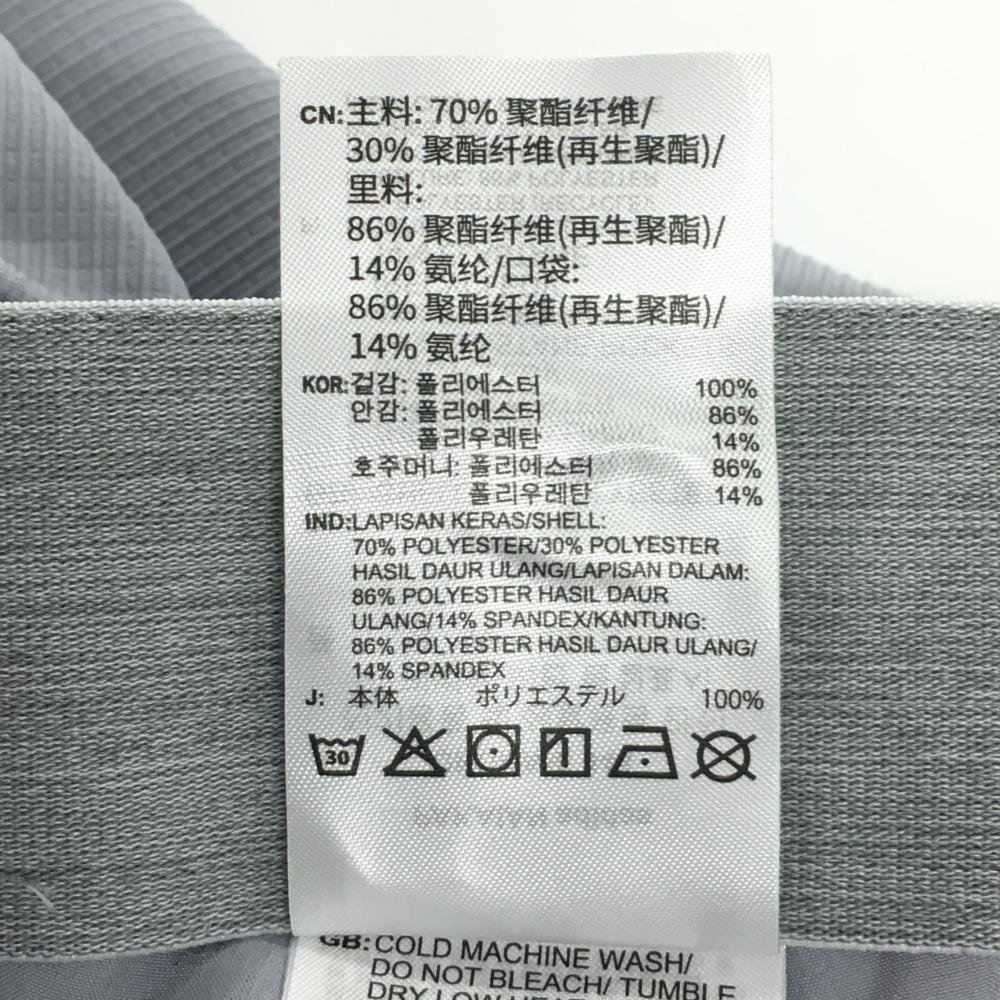 CN:主料: 70% 聚酯纤维/
30% 聚酯纤维(再生聚酯)/
里料:
86% 聚酯纤维(再生聚酯)/
14% 氨纶/口袋:
86% 聚酯纤维(再生聚酯)/
14% 氨纶
KOR:겉감: 폴리에스터 100%
안감: 폴리에스터 86%
폴리우레탄 14%
호주머니: 폴리에스터 86%
폴리우레탄 14%
IND:LAPISAN KERAS/SHELL:
70% POLYESTER/30% POLYESTER
HASIL DAUR ULANG/LAPISAN DALAM:
86% POLYESTER HASIL DAUR
ULANG/14% SPANDEX/KANTUNG:
86% POLYESTER HASIL DAUR ULANG/
14% SPANDEX
J: 本体 ポリエステル 100%
30
GB:COLD MACHINE WASH/
DO NOT BLEACH/ TUMBLE
DRY LOW HEAT